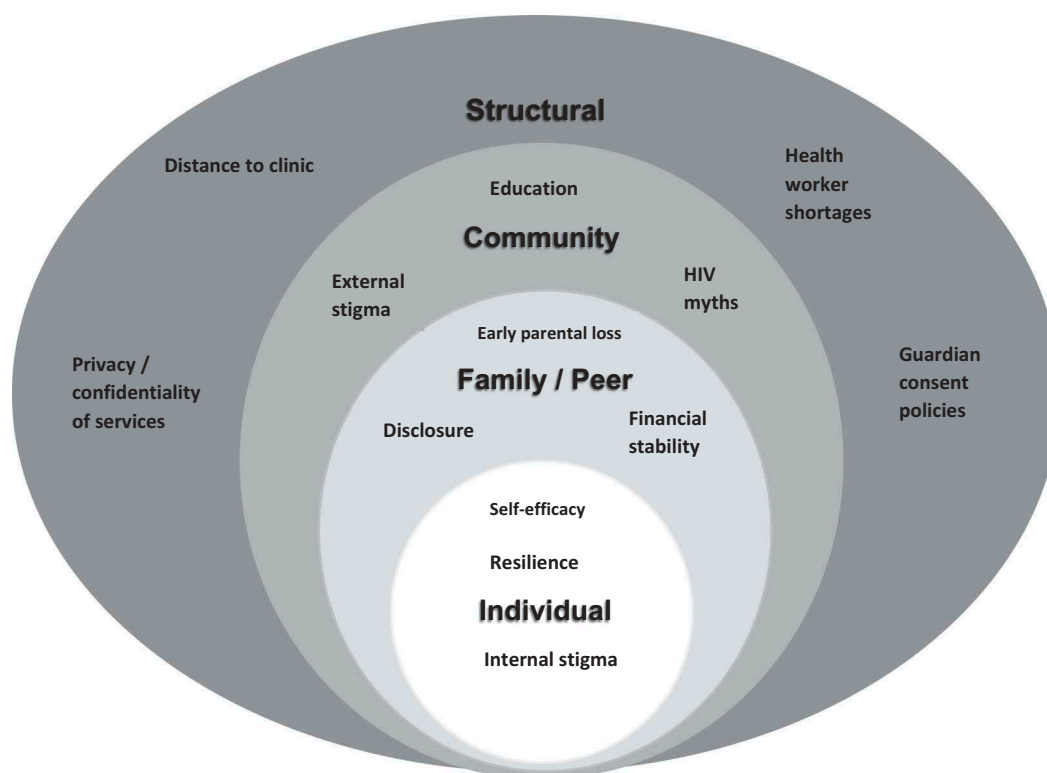 Structural
Distance to clinic
Health
worker
shortages
Education
Community
External
stigma
HIV
myths
Early parental loss
Family / Peer
Privacy /
confidentiality
of services
Guardian
consent
policies
Disclosure
Financial
stability
Self-efficacy
Resilience
Individual
Internal stigma